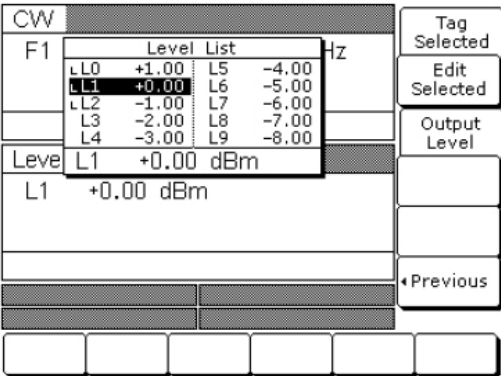 CW
F1 Hz
Level List
L0 +1.00 L5 -4.00
L1 +0.00 L6 -5.00
L2 -1.00 L7 -6.00
L3 -2.00 L8 -7.00
L4 -3.00 L9 -8.00
L1 +0.00 dBm
Leve
L1 +0.00 dBm
Tag
Selected
Edit
Selected
Output
Level
Previous